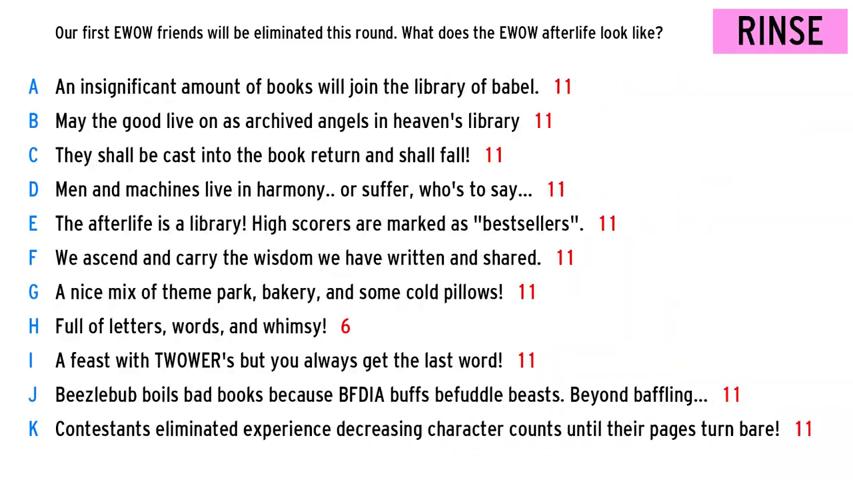 Our first EWOW friends will be eliminated this round. What does the EWOW afterlife look like?
RINSE
A An insignificant amount of books will join the library of babel. 11
B May the good live on as archived angels in heaven's library 11
C They shall be cast into the book return and shall fall! 11
D Men and machines live in harmony.. or suffer, who's to say... 11
E The afterlife is a library! High scorers are marked as "bestsellers". 11
F We ascend and carry the wisdom we have written and shared. 11
G A nice mix of theme park, bakery, and some cold pillows! 11
H Full of letters, words, and whimsy! 6
I A feast with TWOWER's but you always get the last word! 11
J Beezlebub boils bad books because BFDIA buffs befuddle beasts. Beyond baffling... 11
K Contestants eliminated experience decreasing character counts until their pages turn bare! 11